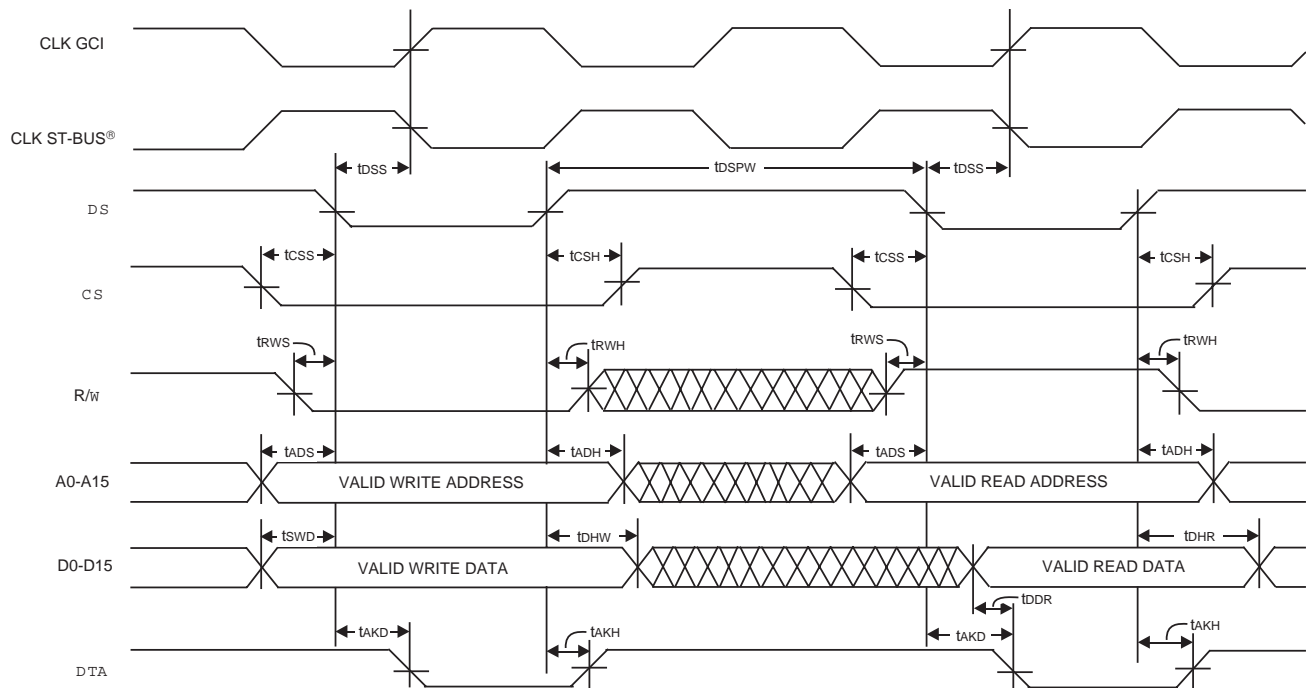 CLK GCI
CLK ST-BUS®
tDSS
tDSPW
tDSS
DS
tCSS
tCSH
tCSS
tCSH
CS
tRWS
tRWH
tRWS
tRWH
R/W
tADS
tADH
tADS
tADH
A0-A15
VALID WRITE ADDRESS
VALID READ ADDRESS
tSWD
tDHW
tDHR
D0-D15
VALID WRITE DATA
VALID READ DATA
tDDR
tAKD
tAKH
tAKD
tAKH
DTA